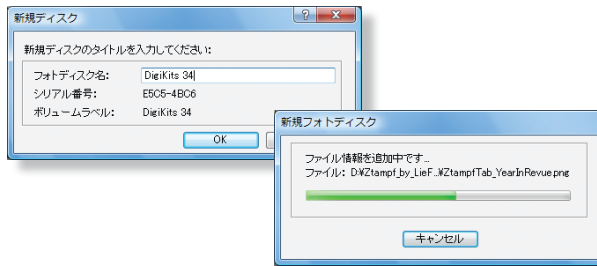 新規ディスク
新規ディスクのタイトルを入力してください:
フォトディスク名: DigiKits 34
シリアル番号: E5C5-4BC6
ボリュームラベル: DigiKits 34
OK
新規フォトディスク
ファイル情報を追加中です...
ファイル: D:¥Ztampf_by_LieF...¥ZtampfTab_YearInRevue.png
キャンセル